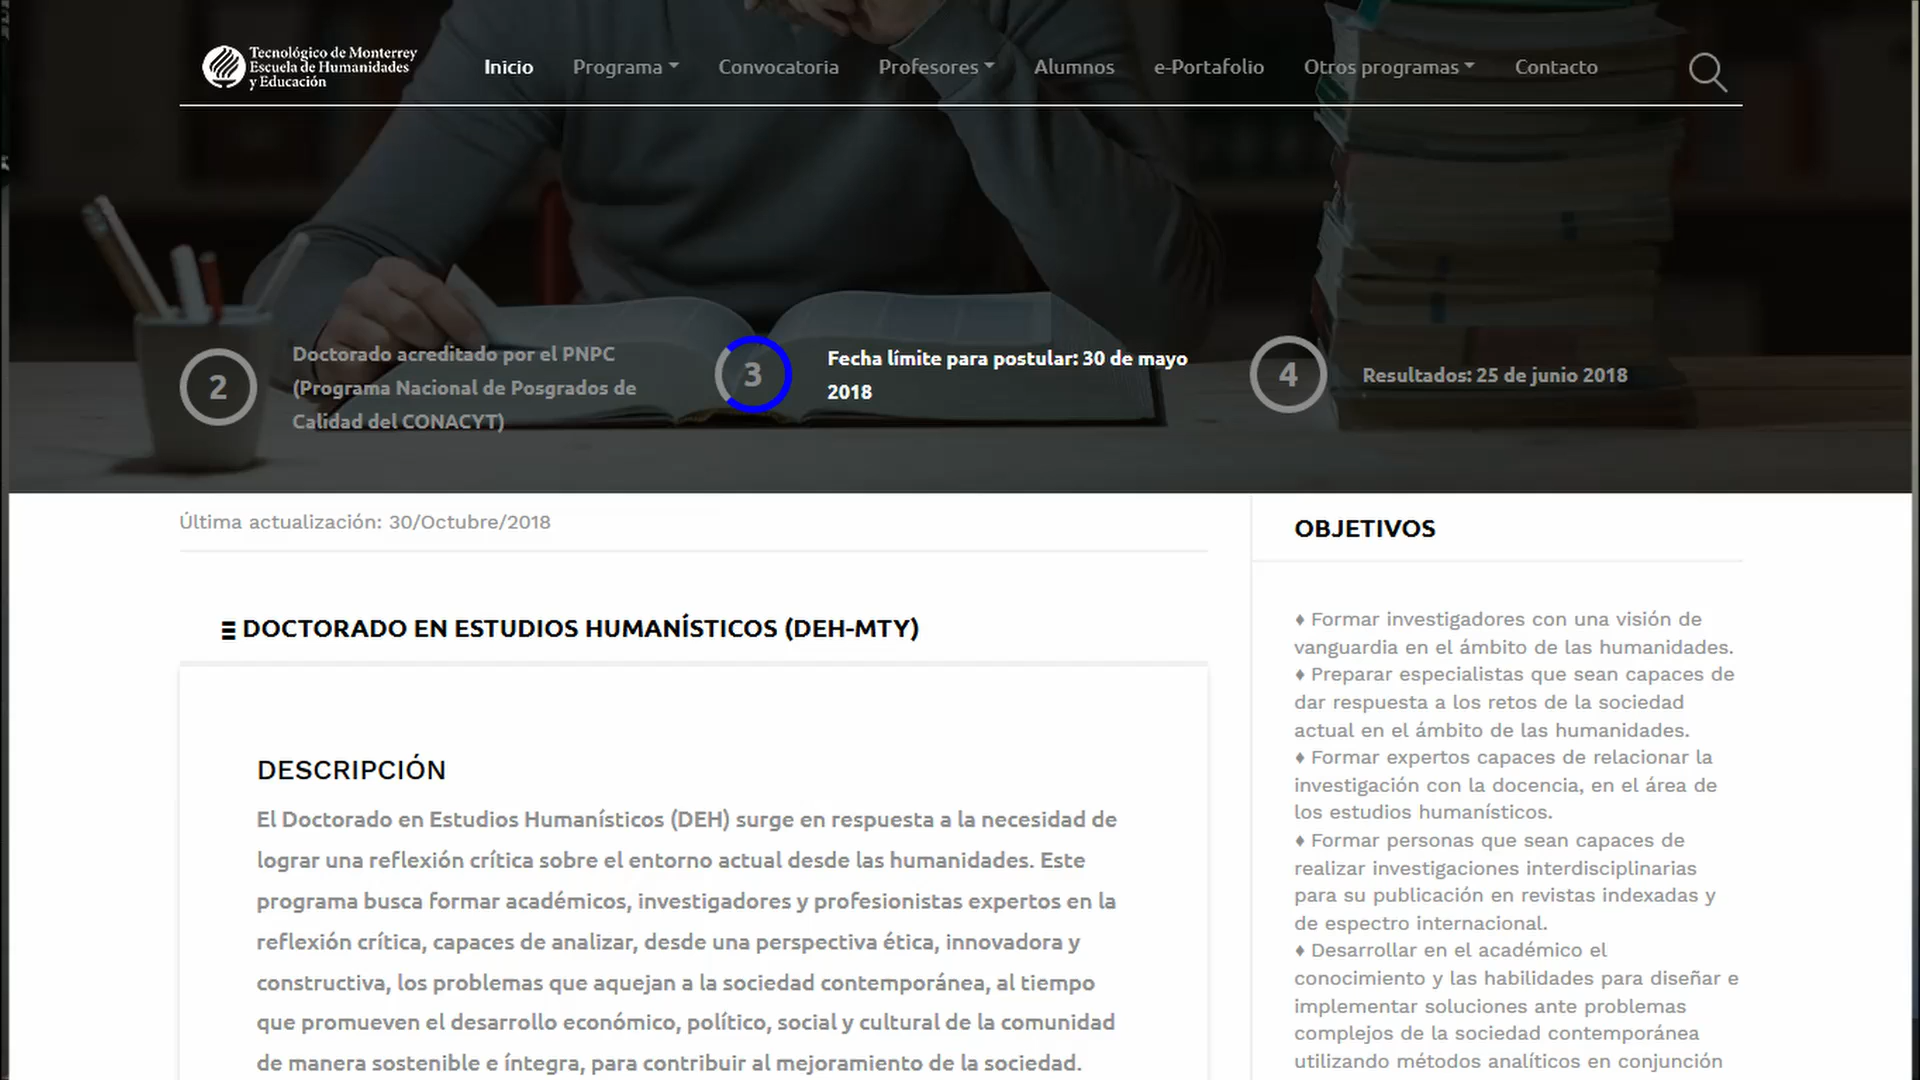 Tecnológico de Monterrey
Escuela de Humanidades
y Educación
Inicio Programa Convocatoria Profesores Alumnos e-Portafolio Otros programas Contacto
2
Doctorado acreditado por el PNPC
(Programa Nacional de Posgrados de
Calidad del CONACYT)
3
Fecha límite para postular: 30 de mayo
2018
4
Resultados: 25 de junio 2018
Última actualización: 30/Octubre/2018
DOCTORADO EN ESTUDIOS HUMANÍSTICOS (DEH-MTY)
DESCRIPCIÓN
El Doctorado en Estudios Humanísticos (DEH) surge en respuesta a la necesidad de
lograr una reflexión crítica sobre el entorno actual desde las humanidades. Este
programa busca formar académicos, investigadores y profesionistas expertos en la
reflexión crítica, capaces de analizar, desde una perspectiva ética, innovadora y
constructiva, los problemas que aquejan a la sociedad contemporánea, al tiempo
que promueven el desarrollo económico, político, social y cultural de la comunidad
de manera sostenible e íntegra, para contribuir al mejoramiento de la sociedad.
OBJETIVOS
♦ Formar investigadores con una visión de
vanguardia en el ámbito de las humanidades.
♦ Preparar especialistas que sean capaces de
dar respuesta a los retos de la sociedad
actual en el ámbito de las humanidades.
♦ Formar expertos capaces de relacionar la
investigación con la docencia, en el área de
los estudios humanísticos.
♦ Formar personas que sean capaces de
realizar investigaciones interdisciplinarias
para su publicación en revistas indexadas y
de espectro internacional.
♦ Desarrollar en el académico el
conocimiento y las habilidades para diseñar e
implementar soluciones ante problemas
complejos de la sociedad contemporánea
utilizando métodos analíticos en conjunción